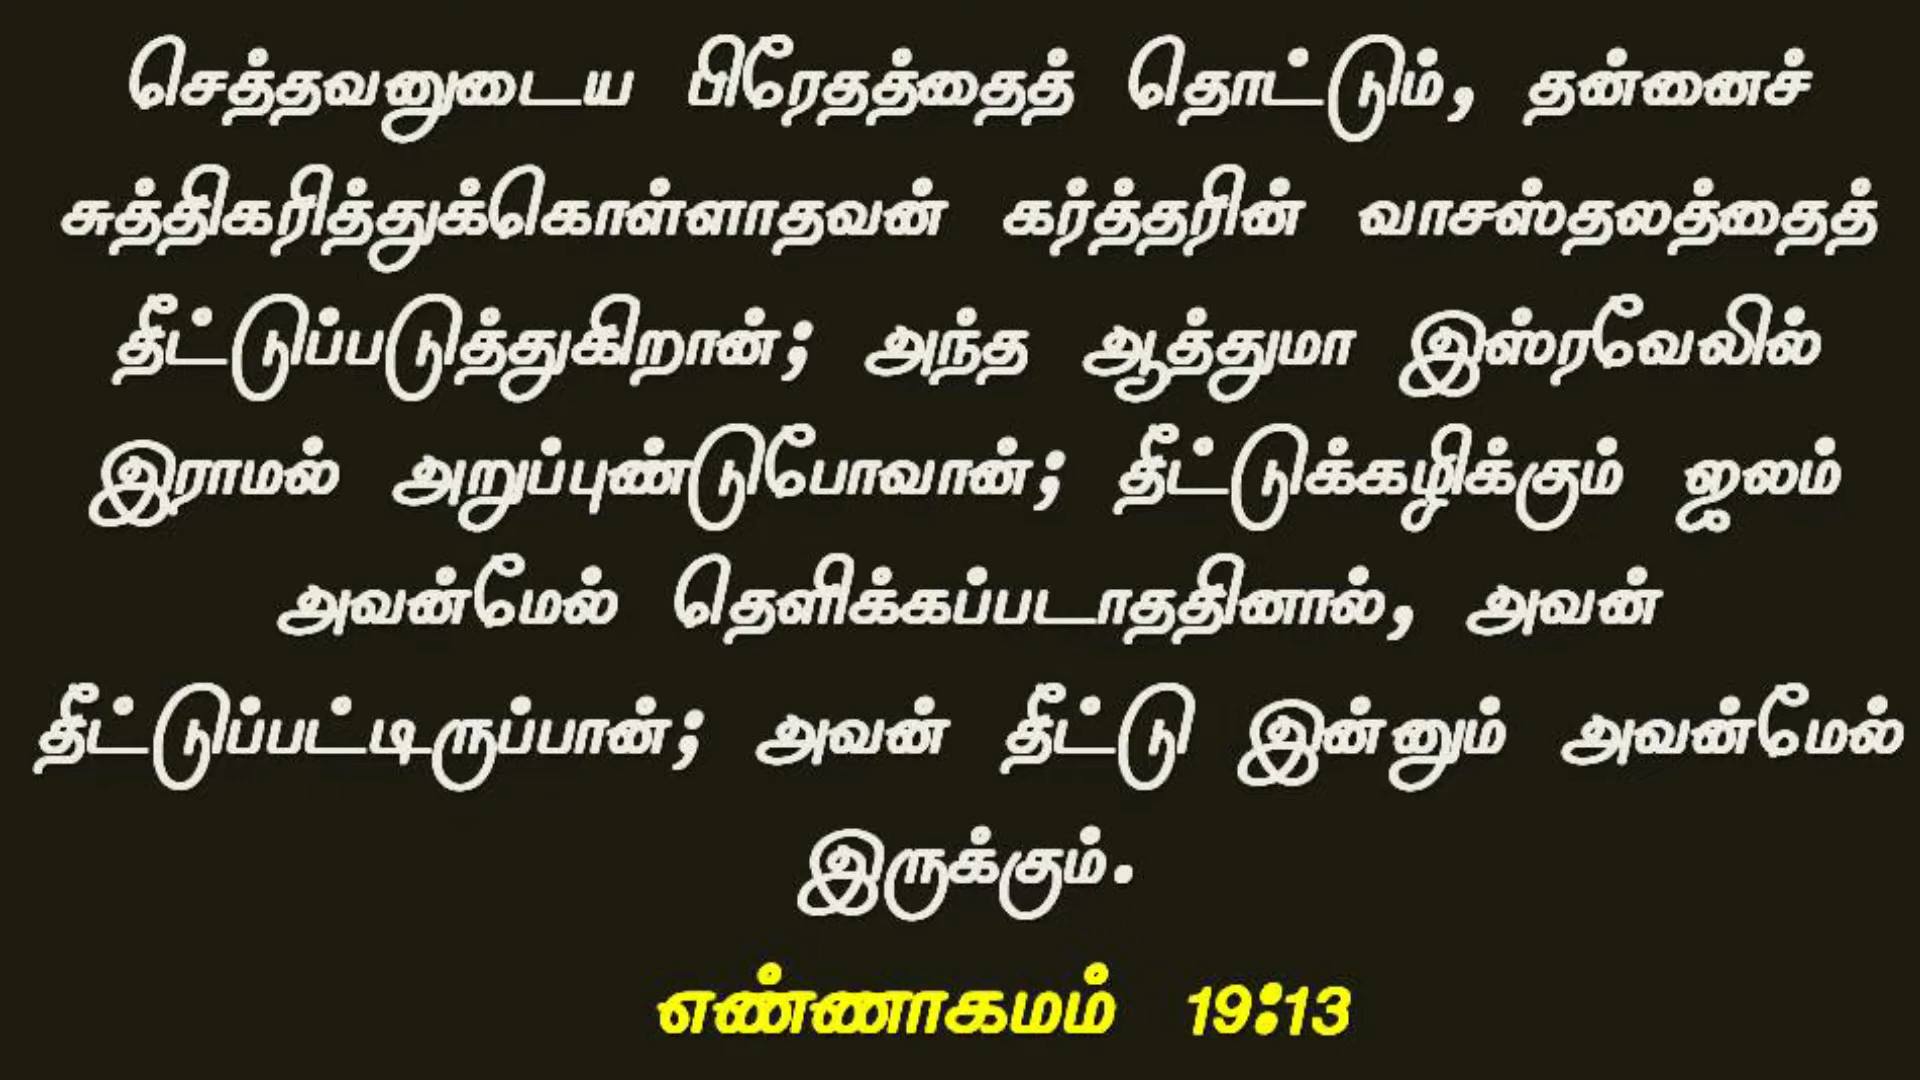 செத்தவனுடைய பிரேதத்தைத் தொட்டும், தன்னைச்
சுத்திகரித்துக்கொள்ளாதவன் கர்த்தரின் வாசஸ்தலத்தைத்
தீட்டுப்படுத்துகிறான்; அந்த ஆத்துமா இஸ்ரவேலில்
இராமல் அறுப்புண்டுபோவான்; தீட்டுக்கழிக்கும் ஜலம்
அவன்மேல் தெளிக்கப்படாததினால், அவன்
தீட்டுப்பட்டிருப்பான்; அவன் தீட்டு இன்னும் அவன்மேல்
இருக்கும்.
எண்ணாகமம் 19:13